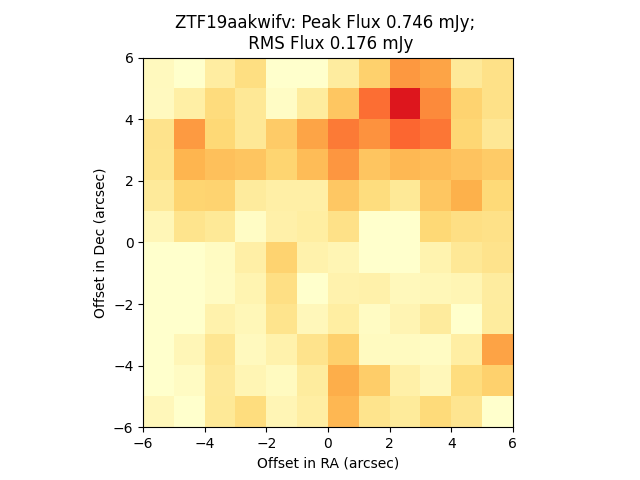 ZTF19aakwifv: Peak Flux 0.746 mJy;
RMS Flux 0.176 mJy
6
4
2
0
−2
−4
−6
Offset in Dec (arcsec)
−6 −4 −2 0 2 4 6
Offset in RA (arcsec)